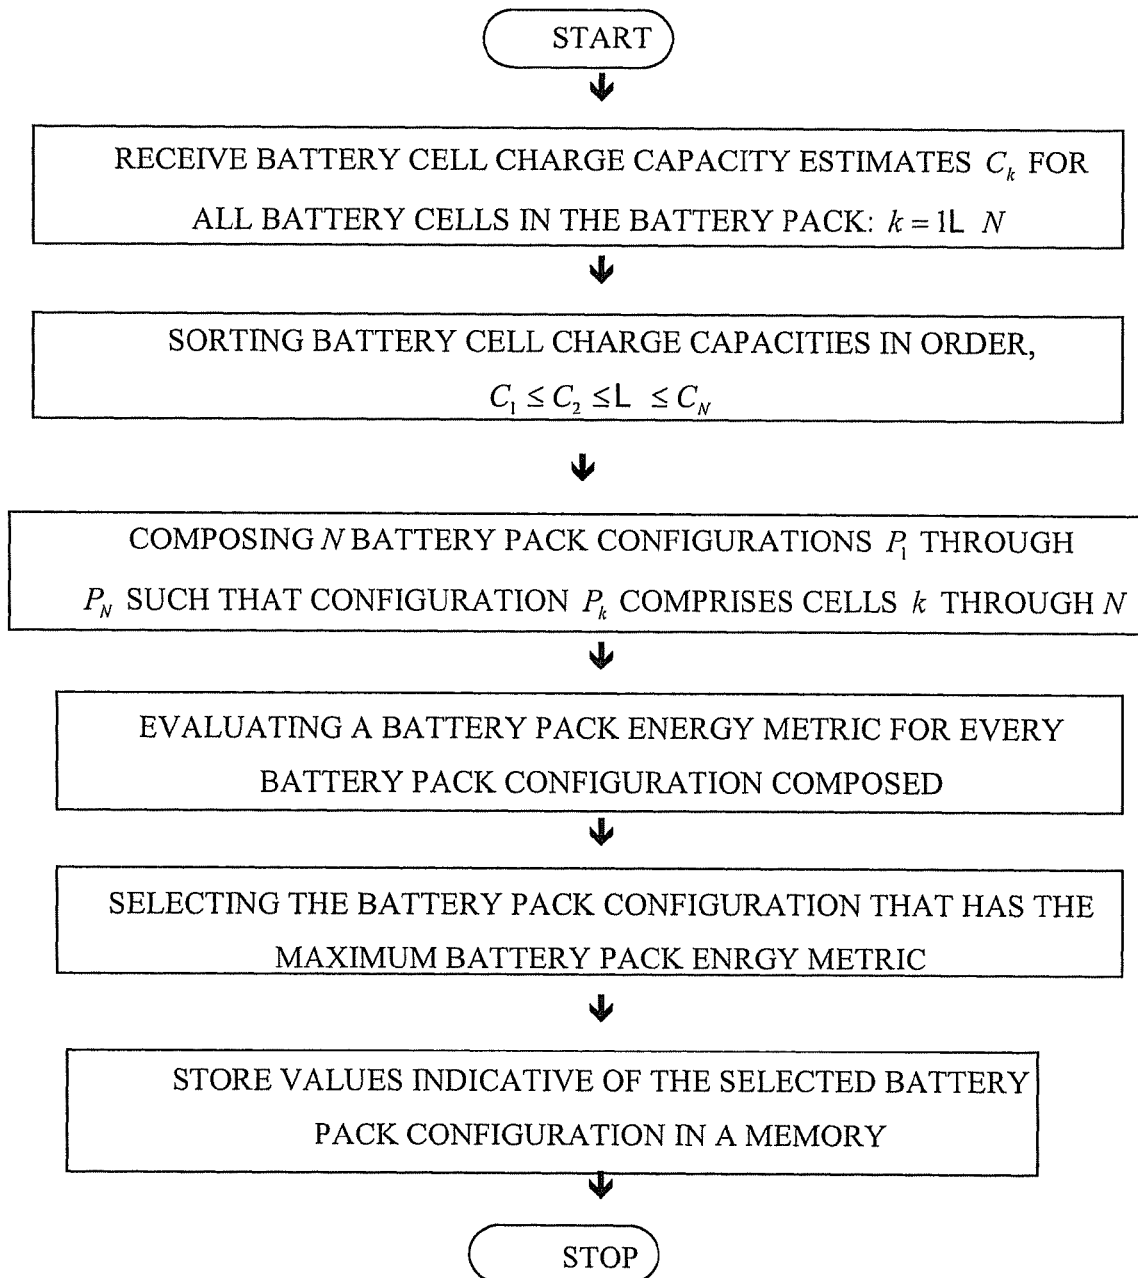 START
RECEIVE BATTERY CELL CHARGE CAPACITY ESTIMATES C_k FOR
ALL BATTERY CELLS IN THE BATTERY PACK: k = 1L N
SORTING BATTERY CELL CHARGE CAPACITIES IN ORDER,
C_1 ≤ C_2 ≤L ≤ C_N
COMPOSING N BATTERY PACK CONFIGURATIONS P_1 THROUGH
P_N SUCH THAT CONFIGURATION P_k COMPRISES CELLS k THROUGH N
EVALUATING A BATTERY PACK ENERGY METRIC FOR EVERY
BATTERY PACK CONFIGURATION COMPOSED
SELECTING THE BATTERY PACK CONFIGURATION THAT HAS THE
MAXIMUM BATTERY PACK ENRGY METRIC
STORE VALUES INDICATIVE OF THE SELECTED BATTERY
PACK CONFIGURATION IN A MEMORY
STOP